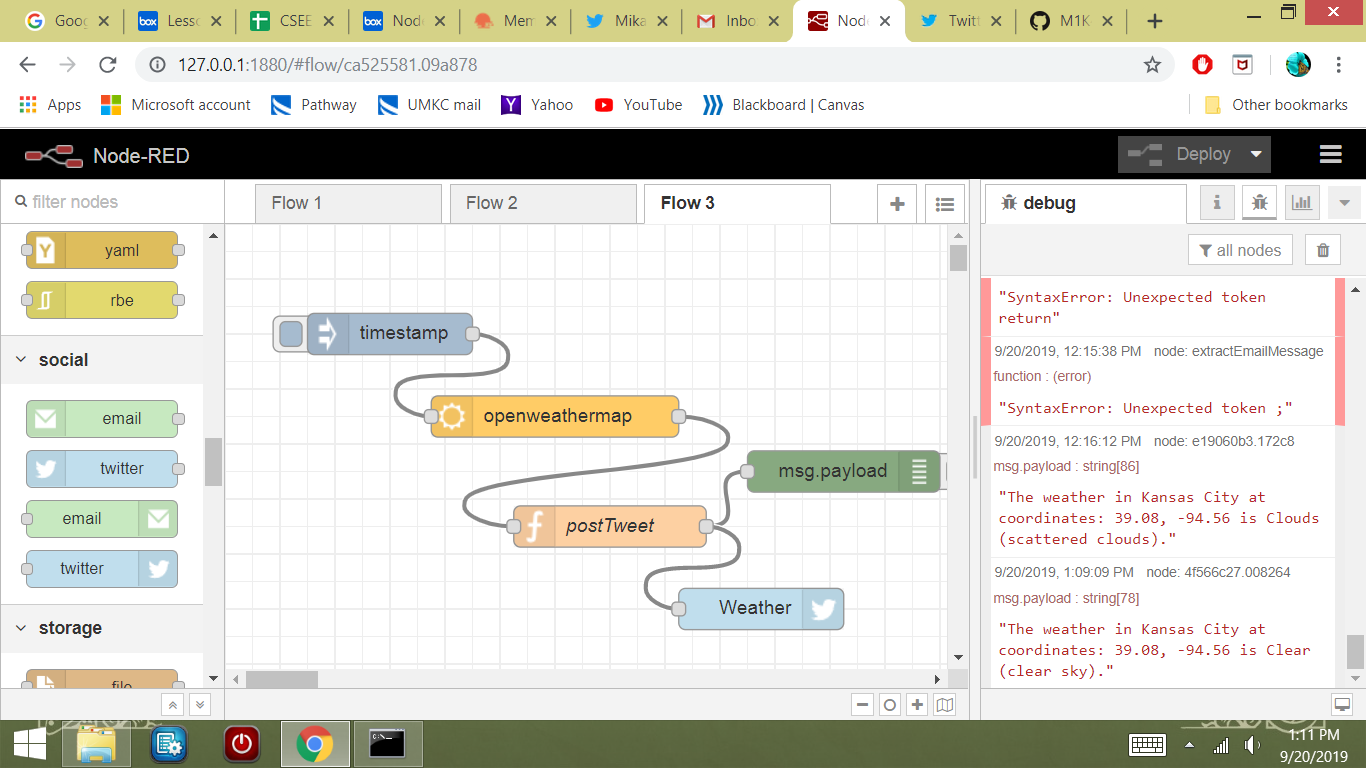 Goog
Lesso
CSEE
Node
Mem
Mika
Inbo
Node
Twitt
M1K
127.0.0.1:1880/#flow/ca525581.09a878
Apps
Microsoft account
Pathway
UMKC mail
Yahoo
YouTube
Blackboard | Canvas
Other bookmarks
Node-RED
Deploy
filter nodes
Flow 1
Flow 2
Flow 3
debug
all nodes
yaml
rbe
social
email
twitter
email
twitter
storage
file
timestamp
openweathermap
msg.payload
postTweet
Weather
"SyntaxError: Unexpected token
return"
9/20/2019, 12:15:38 PM node: extractEmailMessage
function : (error)
"SyntaxError: Unexpected token ;"
9/20/2019, 12:16:12 PM node: e19060b3.172c8
msg.payload : string[86]
"The weather in Kansas City at
coordinates: 39.08, -94.56 is Clouds
(scattered clouds)."
9/20/2019, 1:09:09 PM node: 4f566c27.008264
msg.payload : string[78]
"The weather in Kansas City at
coordinates: 39.08, -94.56 is Clear
(clear sky)."
1:11 PM
9/20/2019